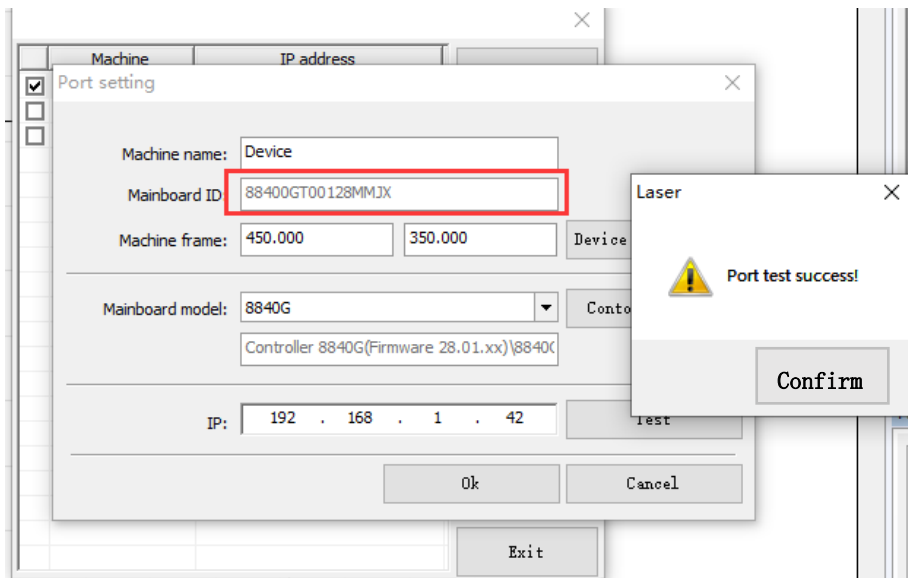 Machine IP address
Port setting
Machine name: Device
Mainboard ID 88400GT00128MMJX
Laser
Machine frame: 450.000 350.000 Device
Port test success!
Mainboard model: 8840G Conto
Controller 8840G(Firmware 28.01.xx)\8840
Confirm
IP: 192 . 168 . 1 . 42 Test
Ok Cancel
Exit